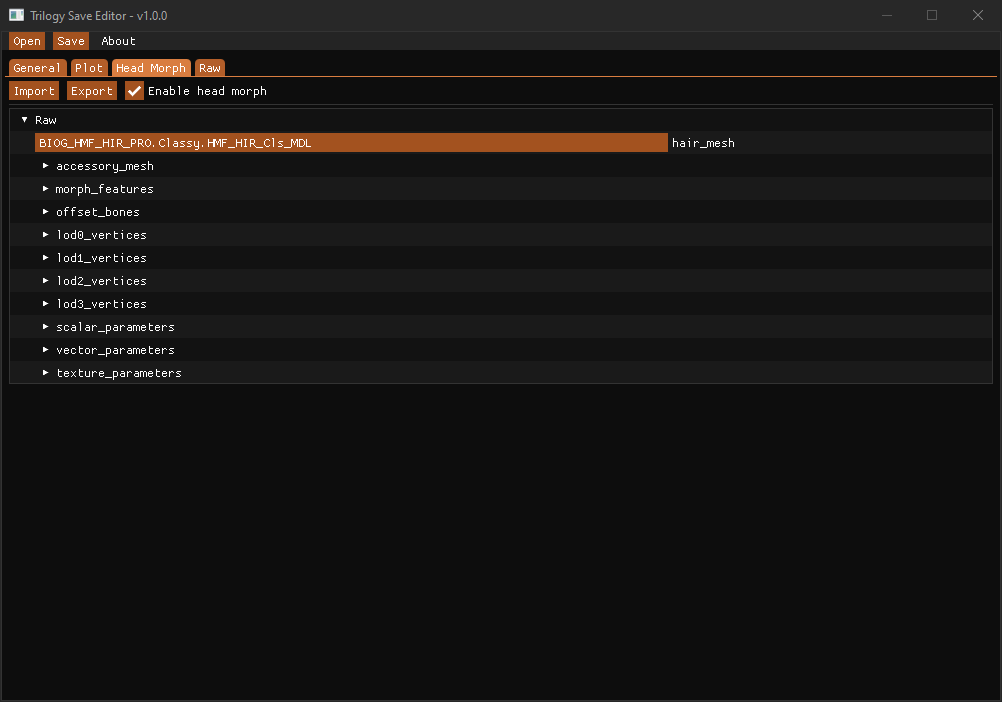 Trilogy Save Editor - v1.0.0
Open Save About
General Plot Head Morph Raw
Import Export Enable head morph
Raw
BIOG_HMF_HIR_PRO.Classy.HMF_HIR_Cls_MDL hair_mesh
accessory_mesh
morph_features
offset_bones
lod0_vertices
lod1_vertices
lod2_vertices
lod3_vertices
scalar_parameters
vector_parameters
texture_parameters